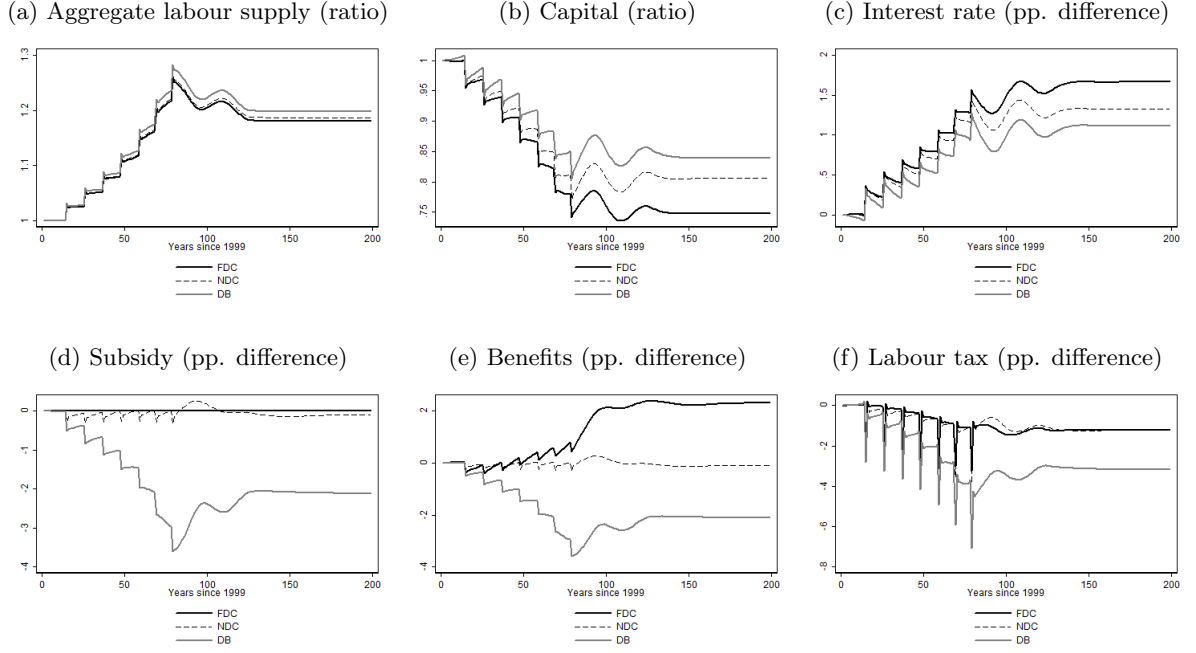 (a) Aggregate labour supply (ratio)
1 1.1 1.2 1.3
0 50 100 150 200
Years since 1999
FDC
NDC
DB
(b) Capital (ratio)
.75 .8 .85 .9 .95 1
0 50 100 150 200
Years since 1999
FDC
NDC
DB
(c) Interest rate (pp. difference)
0 .5 1 1.5 2
0 50 100 150 200
Years since 1999
FDC
NDC
DB
(d) Subsidy (pp. difference)
-4 -3 -2 -1 0
0 50 100 150 200
Years since 1999
FDC
NDC
DB
(e) Benefits (pp. difference)
-4 -2 0 2
0 50 100 150 200
Years since 1999
FDC
NDC
DB
(f) Labour tax (pp. difference)
-8 -6 -4 -2 0
0 50 100 150 200
Years since 1999
FDC
NDC
DB